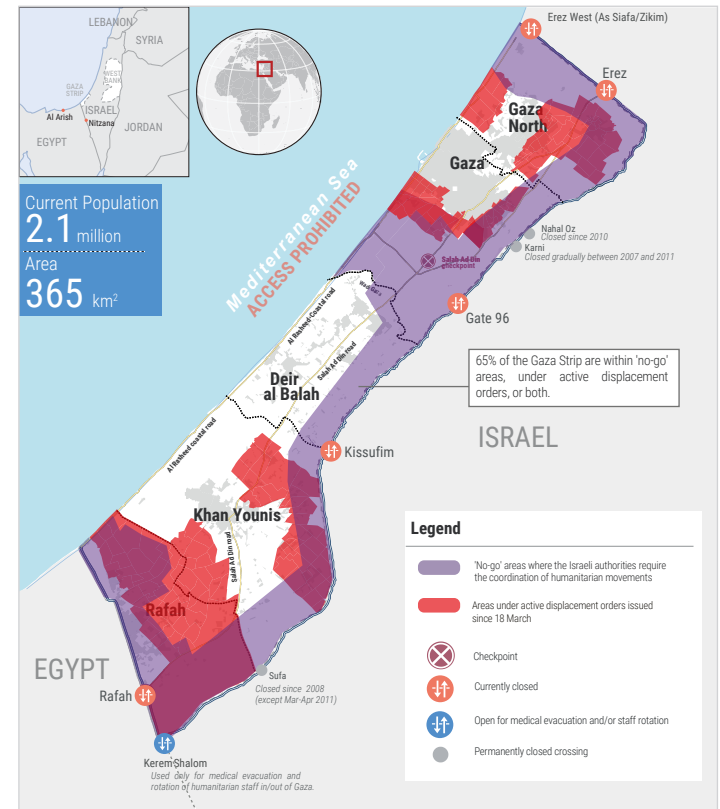 LEBANON
SYRIA
WEST
BANK
GAZA
STRIP
Al Arish
ISRAEL
Nitzana
JORDAN
EGYPT
Current Population
2.1 million
Area
365 km²
Mediterranean Sea
ACCESS PROHIBITED
Erez West (As Siafa/Zikim)
Erez
Gaza
North
Gaza
Nahal Oz
Closed since 2010
Karni
Closed gradually between 2007 and 2011
Salah Ad Din
checkpoint
Gate 96
Wadi Gaza
Al Rasheed-Coastal road
Salah Ad Din road
65% of the Gaza Strip are within 'no-go'
areas, under active displacement
orders, or both.
Deir
al Balah
ISRAEL
Kissufim
Al Rasheed coastal road
Khan Younis
Salah Ad Din road
Rafah
EGYPT
Rafah
Sufa
Closed since 2008
(except Mar-Apr 2011)
Kerem Shalom
Used only for medical evacuation and
rotation of humanitarian staff in/out of Gaza.
Legend
'No-go' areas where the Israeli authorities require
the coordination of humanitarian movements
Areas under active displacement orders issued
since 18 March
Checkpoint
Currently closed
Open for medical evacuation and/or staff rotation
Permanently closed crossing